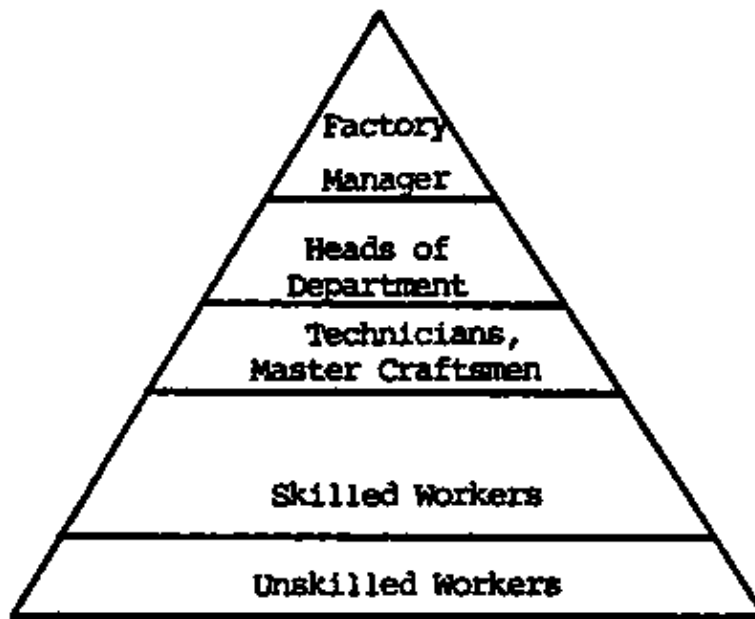 Factory
Manager
Heads of
Department
Technicians,
Master Craftsmen
Skilled Workers
Unskilled Workers